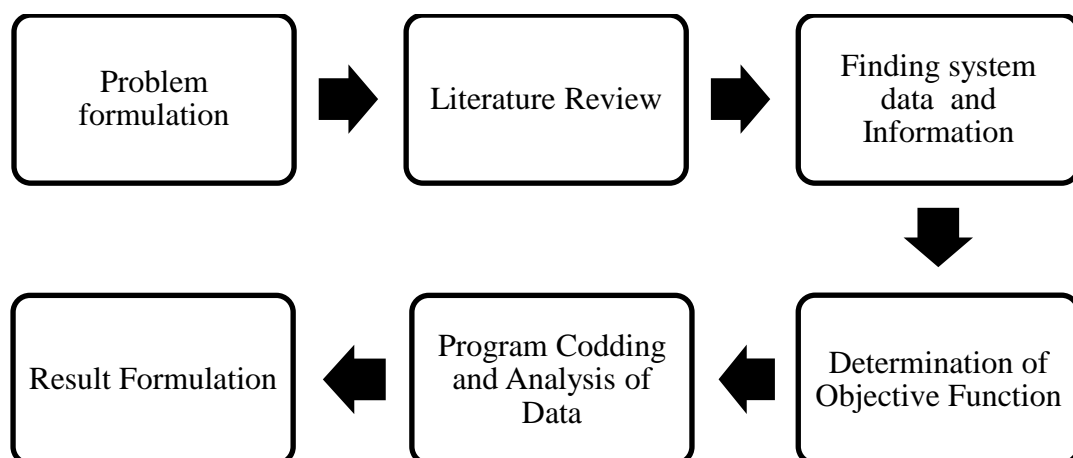 Problem
formulation
Literature Review
Finding system
data and
Information
Determination of
Objective Function
Program Codding
and Analysis of
Data
Result Formulation